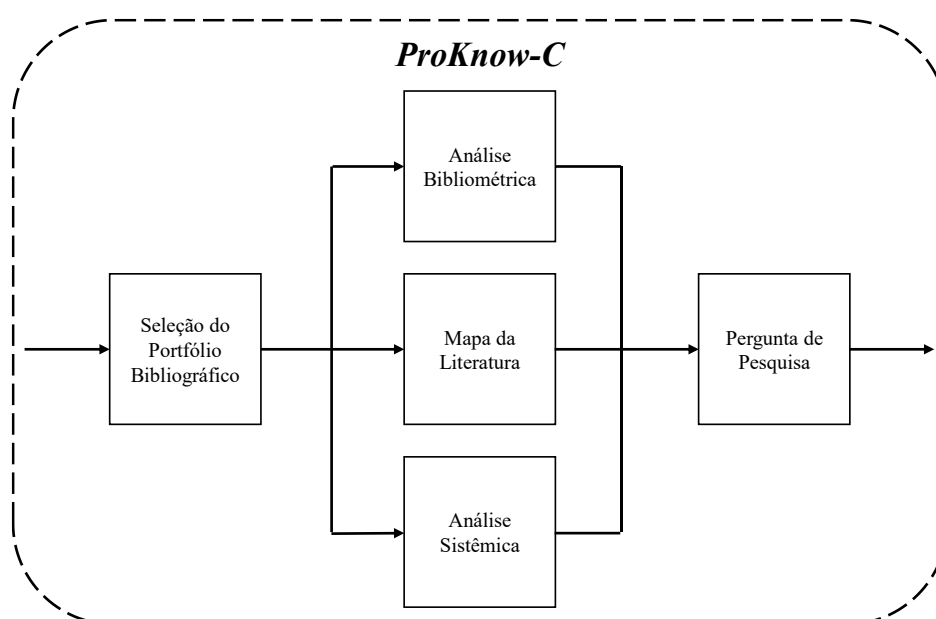 ProKnow-C
Análise
Bibliométrica
Seleção do
Portfólio
Bibliográfico
Mapa da
Literatura
Pergunta de
Pesquisa
Análise
Sistêmica